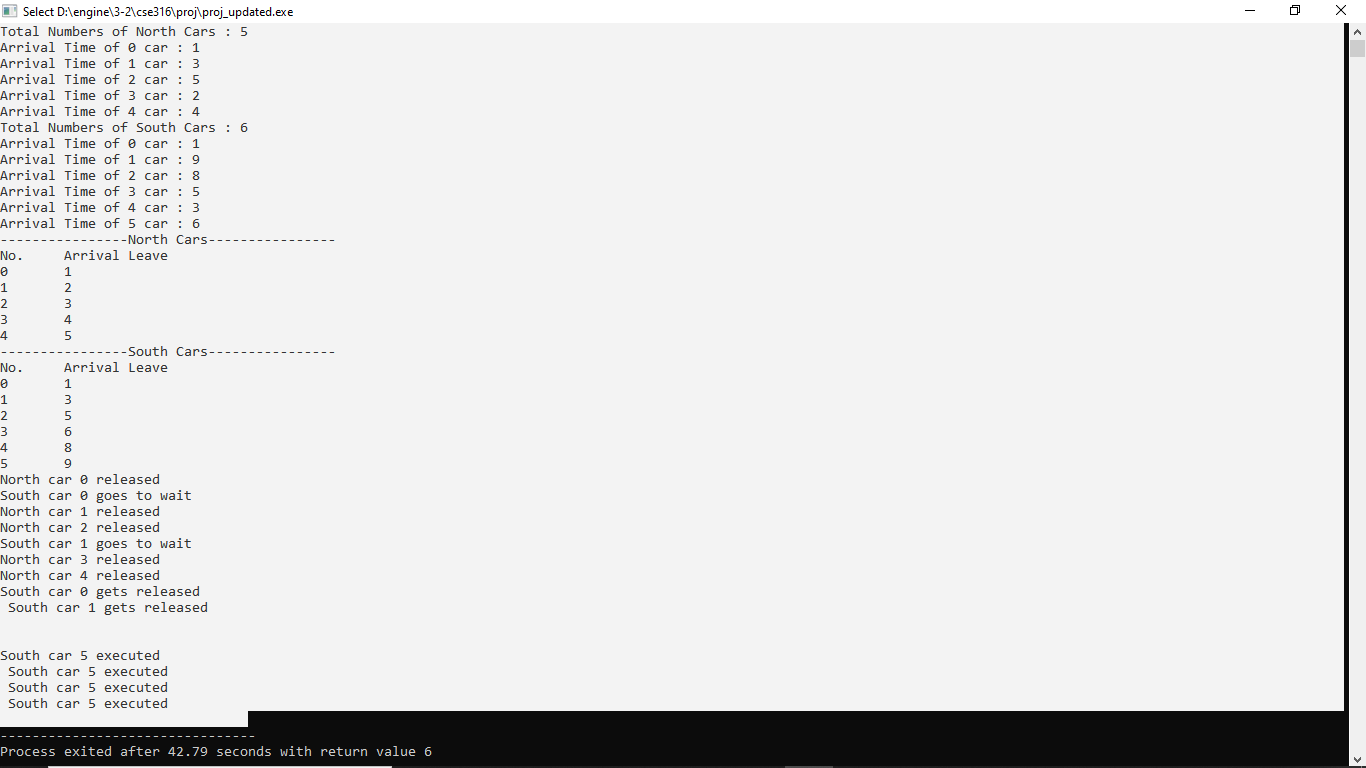 Select D:\engine\3-2\cse316\proj\proj_updated.exe
Total Numbers of North Cars : 5
Arrival Time of 0 car : 1
Arrival Time of 1 car : 3
Arrival Time of 2 car : 5
Arrival Time of 3 car : 2
Arrival Time of 4 car : 4
Total Numbers of South Cars : 6
Arrival Time of 0 car : 1
Arrival Time of 1 car : 9
Arrival Time of 2 car : 8
Arrival Time of 3 car : 5
Arrival Time of 4 car : 3
Arrival Time of 5 car : 6
----------------North Cars----------------
No.     Arrival Leave
0       1
1       2
2       3
3       4
4       5
----------------South Cars----------------
No.     Arrival Leave
0       1
1       3
2       5
3       6
4       8
5       9
North car 0 released
South car 0 goes to wait
North car 1 released
North car 2 released
South car 1 goes to wait
North car 3 released
North car 4 released
South car 0 gets released
 South car 1 gets released
South car 5 executed
 South car 5 executed
 South car 5 executed
 South car 5 executed
--------------------------------
Process exited after 42.79 seconds with return value 6